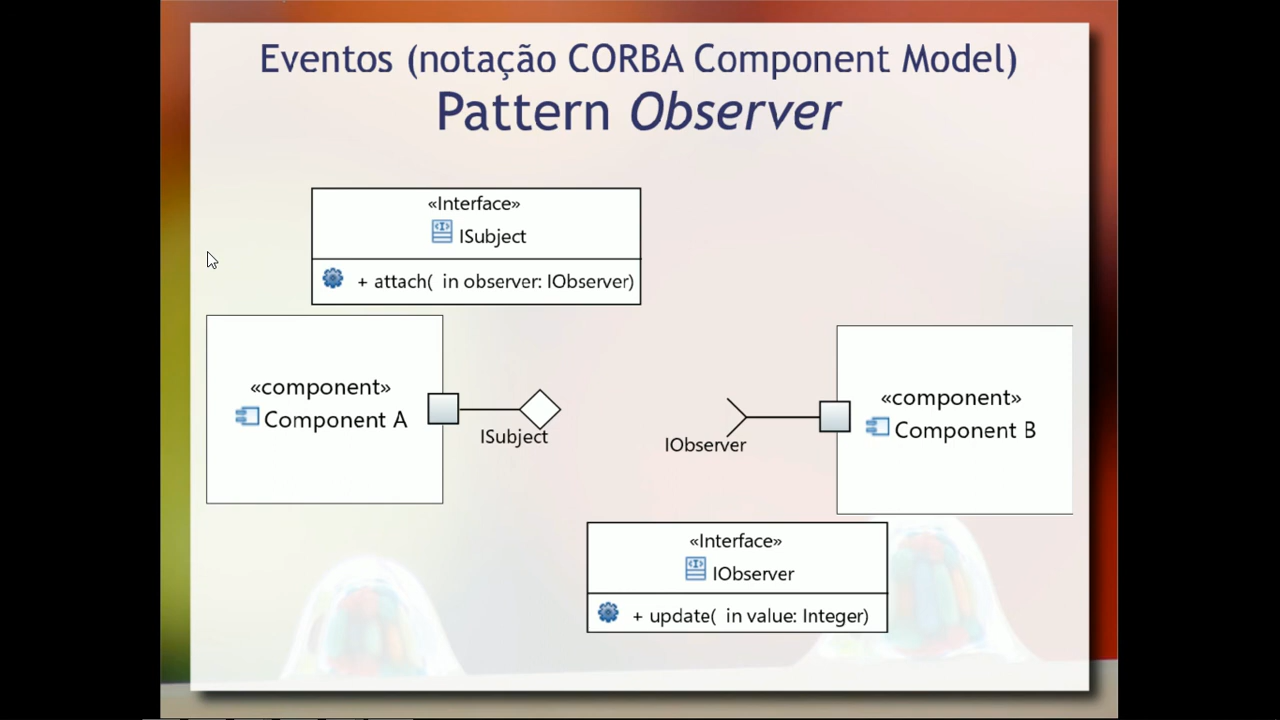 Eventos (notação CORBA Component Model)
Pattern Observer
«Interface»
ISubject
+ attach( in observer: IObserver)
«component»
Component A
ISubject
IObserver
«component»
Component B
«Interface»
IObserver
+ update( in value: Integer)